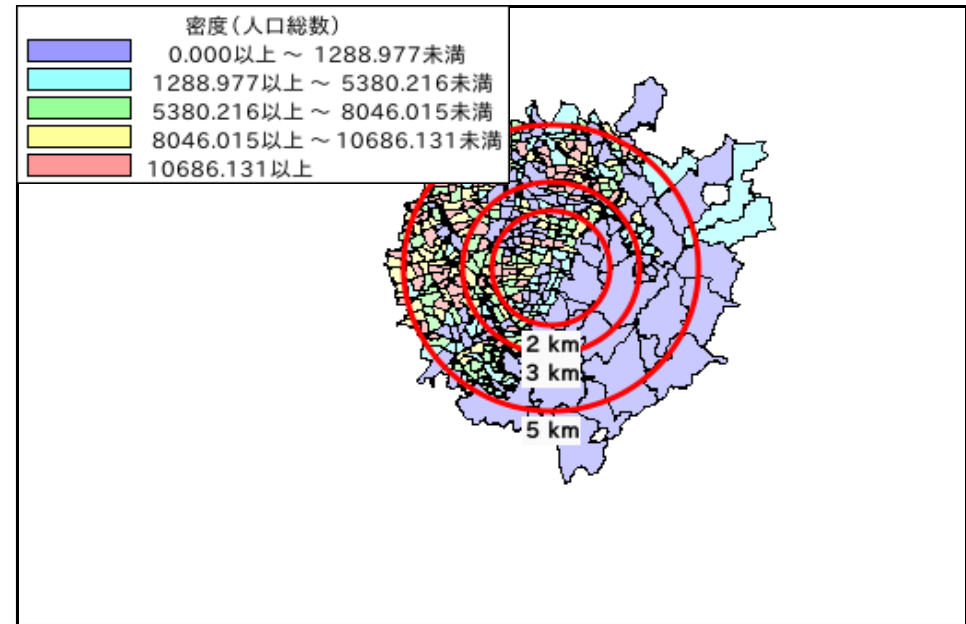 密度(人口総数)
0.000以上 ～ 1288.977未満
1288.977以上 ～ 5380.216未満
5380.216以上 ～ 8046.015未満
8046.015以上 ～ 10686.131未満
10686.131以上
2 km
3 km
5 km